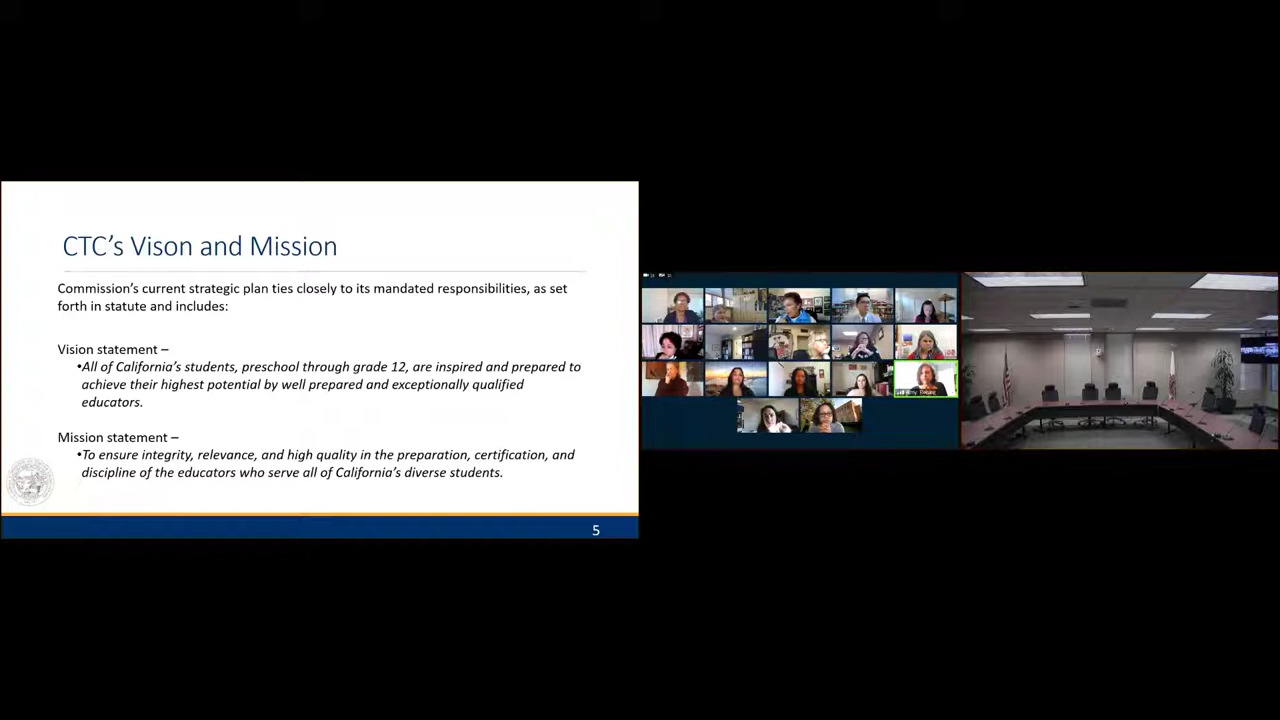 CTC’s Vison and Mission
Commission’s current strategic plan ties closely to its mandated responsibilities, as set
forth in statute and includes:
Vision statement –
•All of California’s students, preschool through grade 12, are inspired and prepared to
achieve their highest potential by well prepared and exceptionally qualified
educators.
Mission statement –
•To ensure integrity, relevance, and high quality in the preparation, certification, and
discipline of the educators who serve all of California’s diverse students.
5